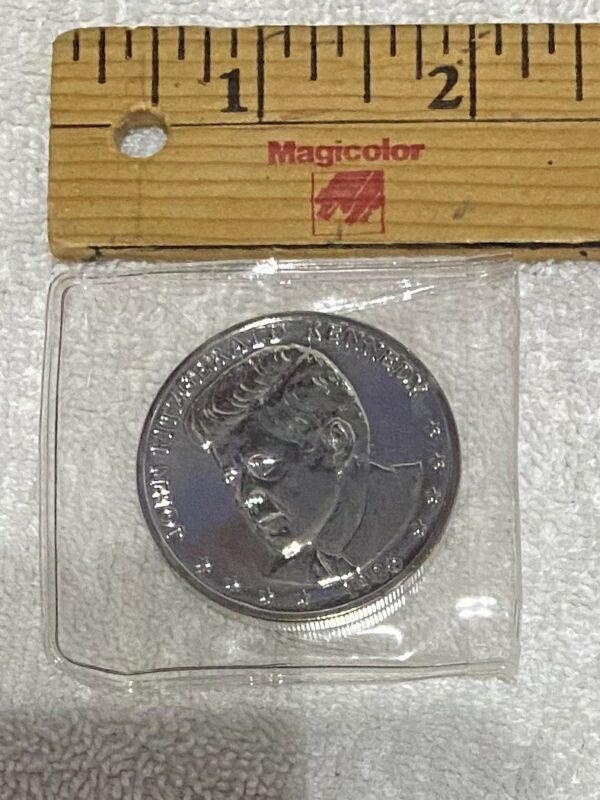 1 2
Magicolor
JOHN FITZGERALD KENNEDY